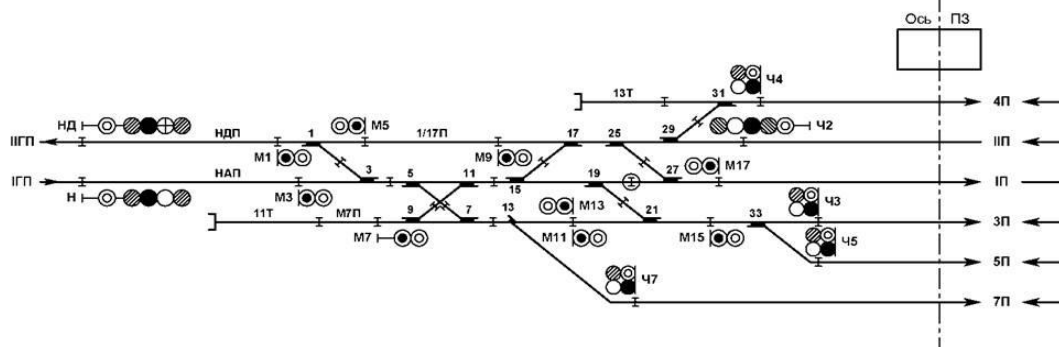 Ось ПЗ
Ч4
13Т 31 4П
НД М5 29 Ч2
IIГП НДП 1 1/17П 17 25 IIП
М1 М9 М17
IГП НАП 3 5 11 15 19 27 IП
Н М3 М13 Ч3
11Т М7П 9 7 13 21 33 3П
М7 М11 М15 Ч5
5П
Ч7
7П